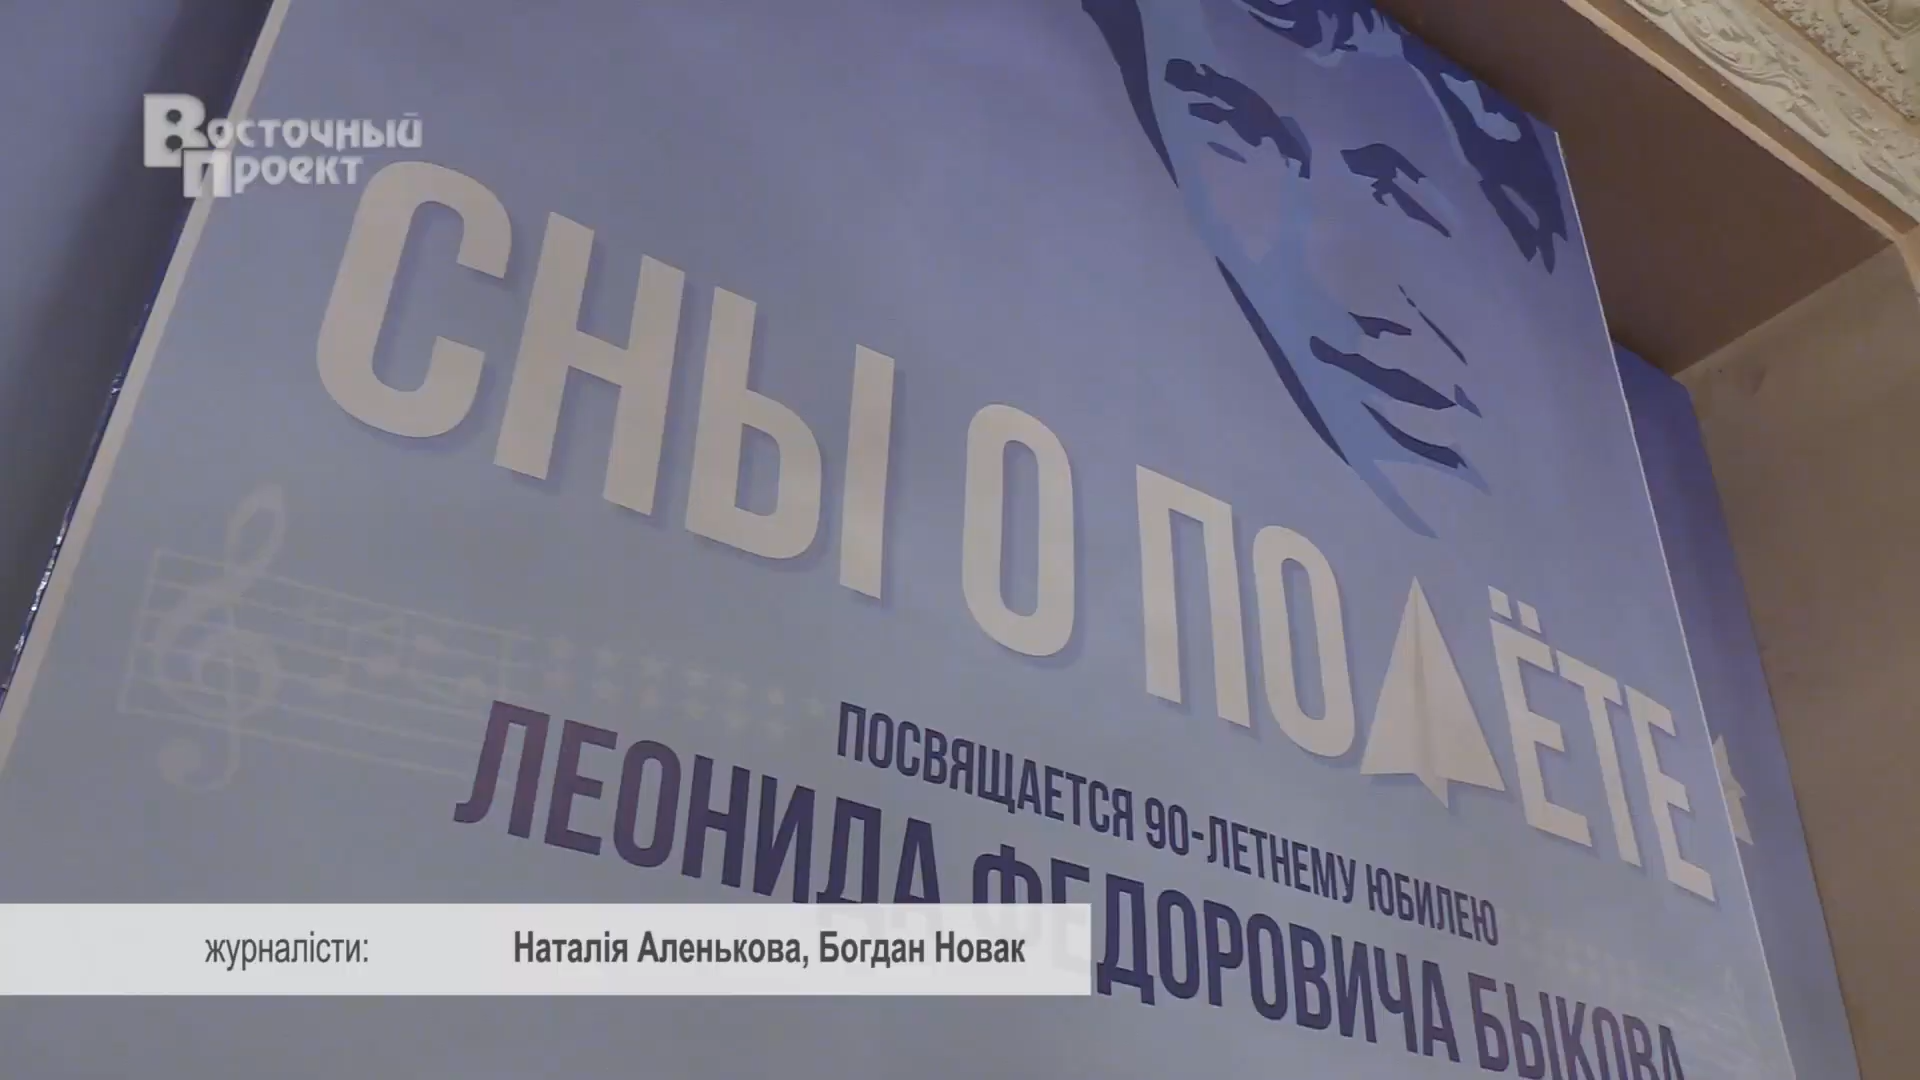 Восточный
Проект
СНЫ О ПОЛЁТЕ
ПОСВЯЩАЕТСЯ 90-ЛЕТНЕМУ ЮБИЛЕЮ
ЛЕОНИДА ФЕДОРОВИЧА БЫКОВА
журналісти: Наталія Аленькова, Богдан Новак